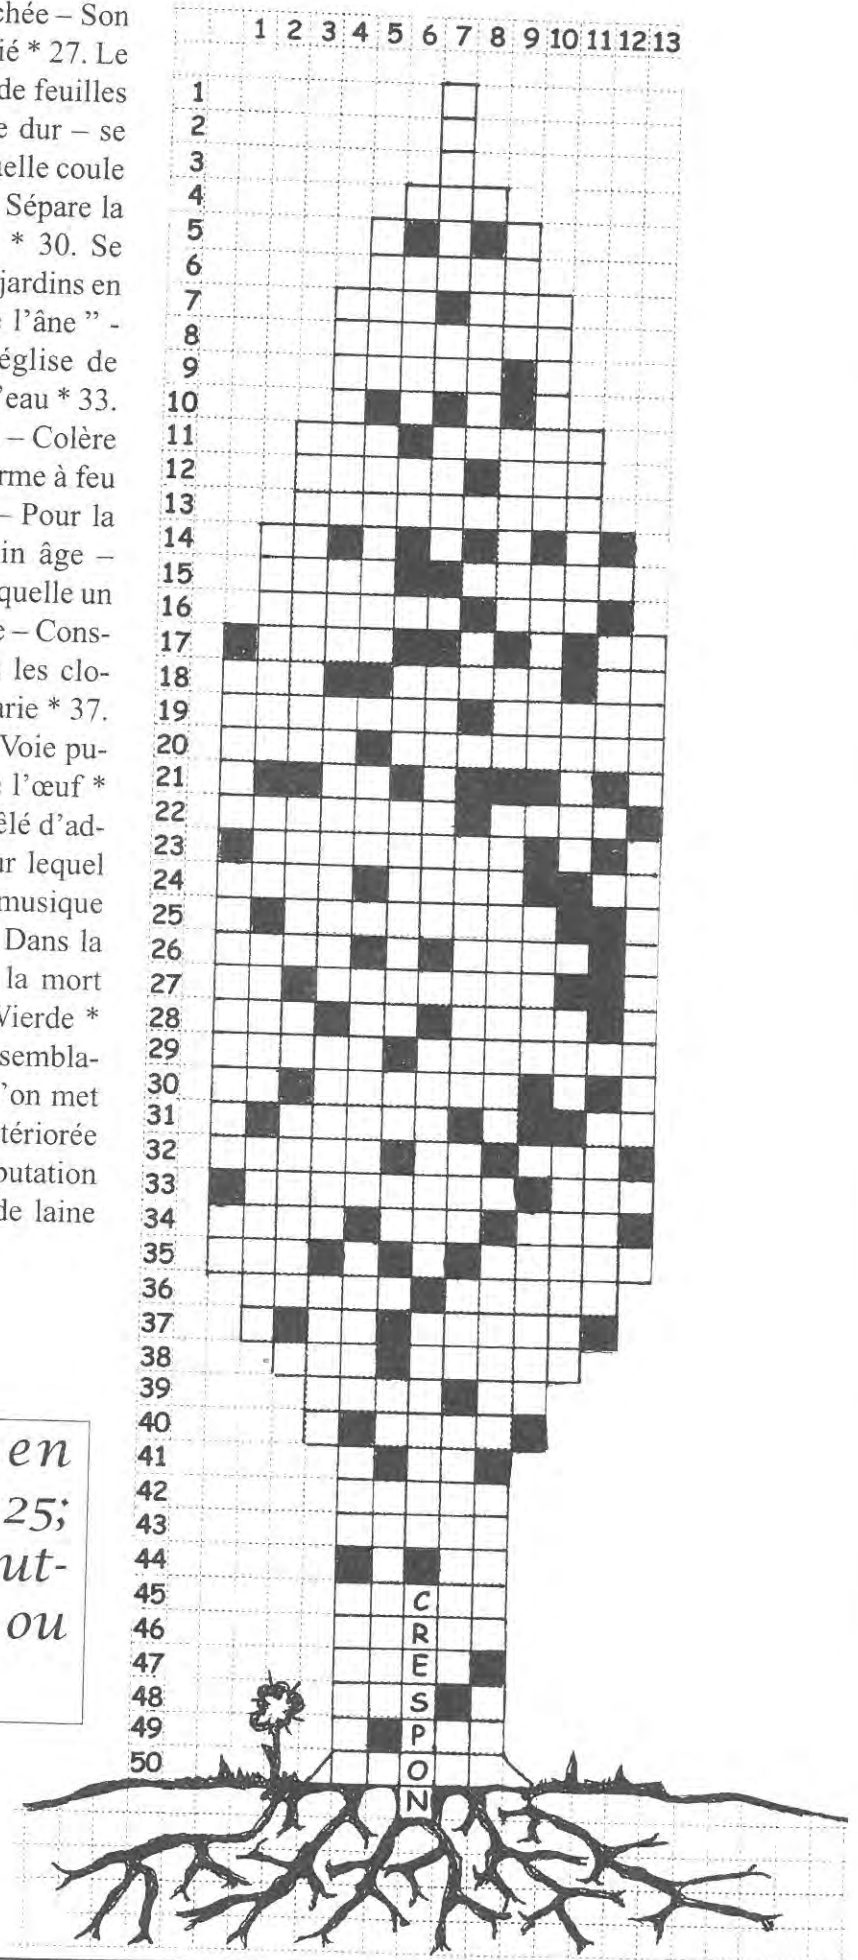 chée – Son
ié * 27. Le
de feuilles
e dur – se
uelle coule
Sépare la
* 30. Se
jardins en
l'âne ” -
église de
'eau * 33.
– Colère
rme à feu
– Pour la
in âge –
quelle un
e – Cons-
les clo-
arie * 37.
Voie pu-
l'œuf *
êlé d'ad-
ur lequel
musique
Dans la
la mort
Vierde *
sembla-
'on met
tériorée
putation
de laine
en
25;
ut-
ou
1 2 3 4 5 6 7 8 9 10 11 12 13
1
2
3
4
5
6
7
8
9
10
11
12
13
14
15
16
17
18
19
20
21
22
23
24
25
26
27
28
29
30
31
32
33
34
35
36
37
38
39
40
41
42
43
44
45 C
46 R
47 E
48 S
49 P
50 O
N